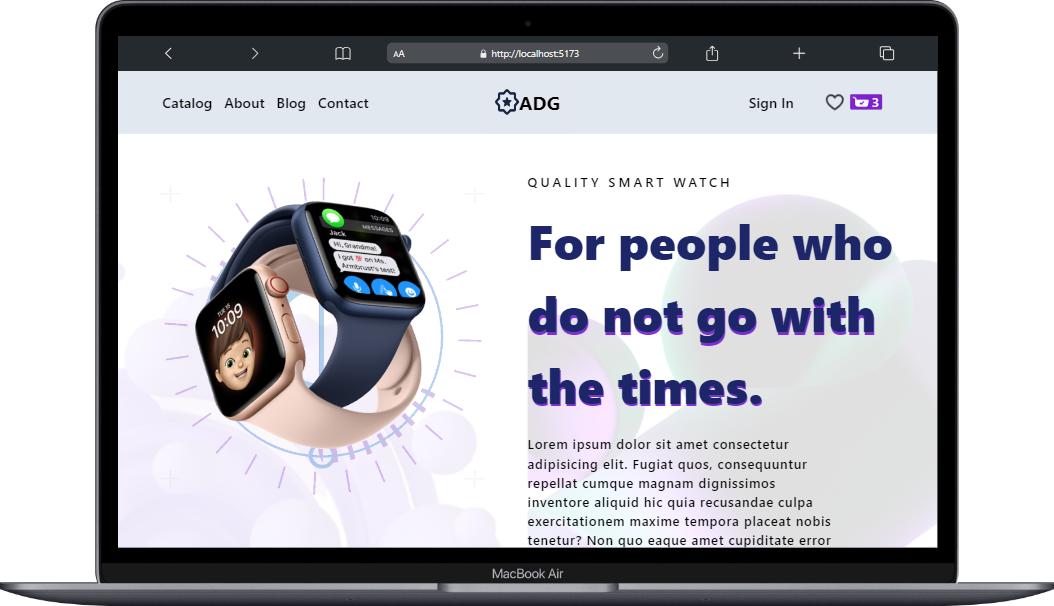 AA
http://localhost:5173
Catalog About Blog Contact
ADG
Sign In
3
QUALITY SMART WATCH
For people who
do not go with
the times.
Lorem ipsum dolor sit amet consectetur
adipisicing elit. Fugiat quos, consequuntur
repellat cumque magnam dignissimos
inventore aliquid hic quia recusandae culpa
exercitationem maxime tempora placeat nobis
tenetur? Non quo eaque amet cupiditate error
10:09
MESSAGES
Jack
Hi, Grandma!
I got 💯 on Ms.
Armbrust's test!
TUE 15
10:09
MacBook Air